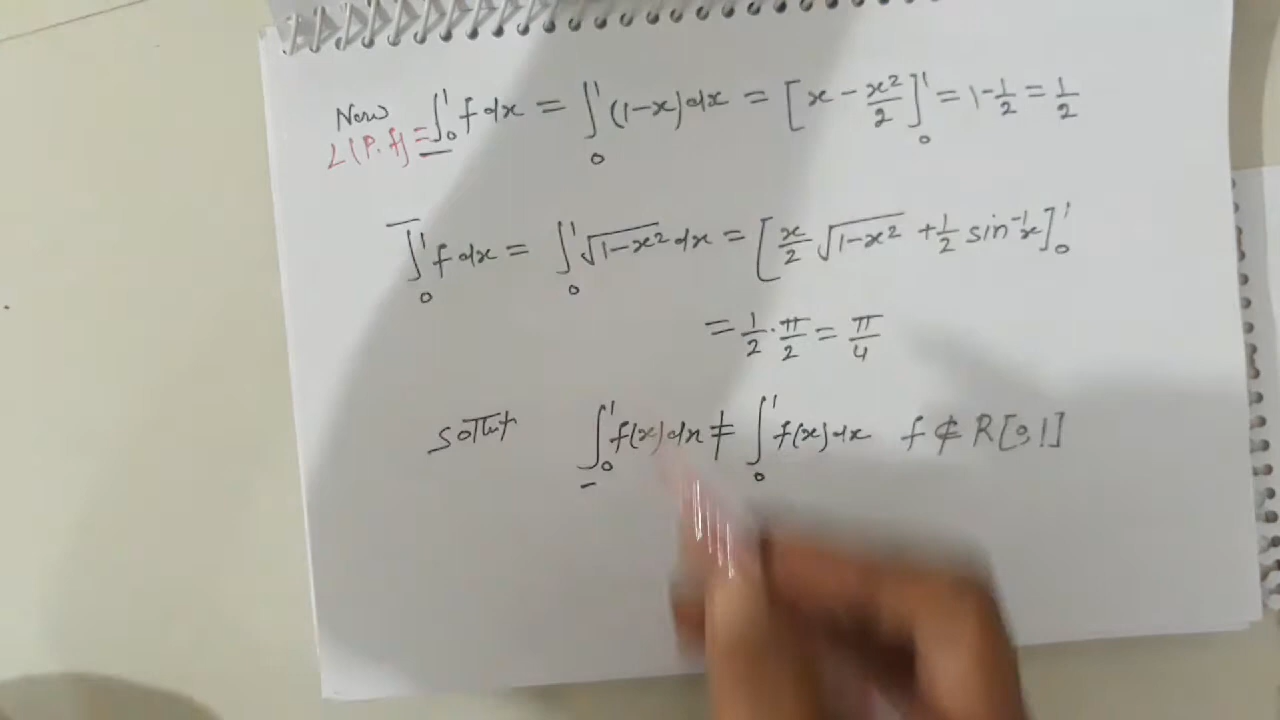 Now ∫̲₀¹ f dx = ∫₀¹ (1-x) dx = [x - x²/2]₀¹ = 1 - 1/2 = 1/2
L(P.f) =
∫̅₀¹ f dx = ∫₀¹ √(1-x²) dx = [x/2 √(1-x²) + 1/2 sin⁻¹x]₀¹
= 1/2 · π/2 = π/4
∫̲₀¹ f(x) dx ≠ ∫₀¹ f(x) dx f ∉ R[0,1]